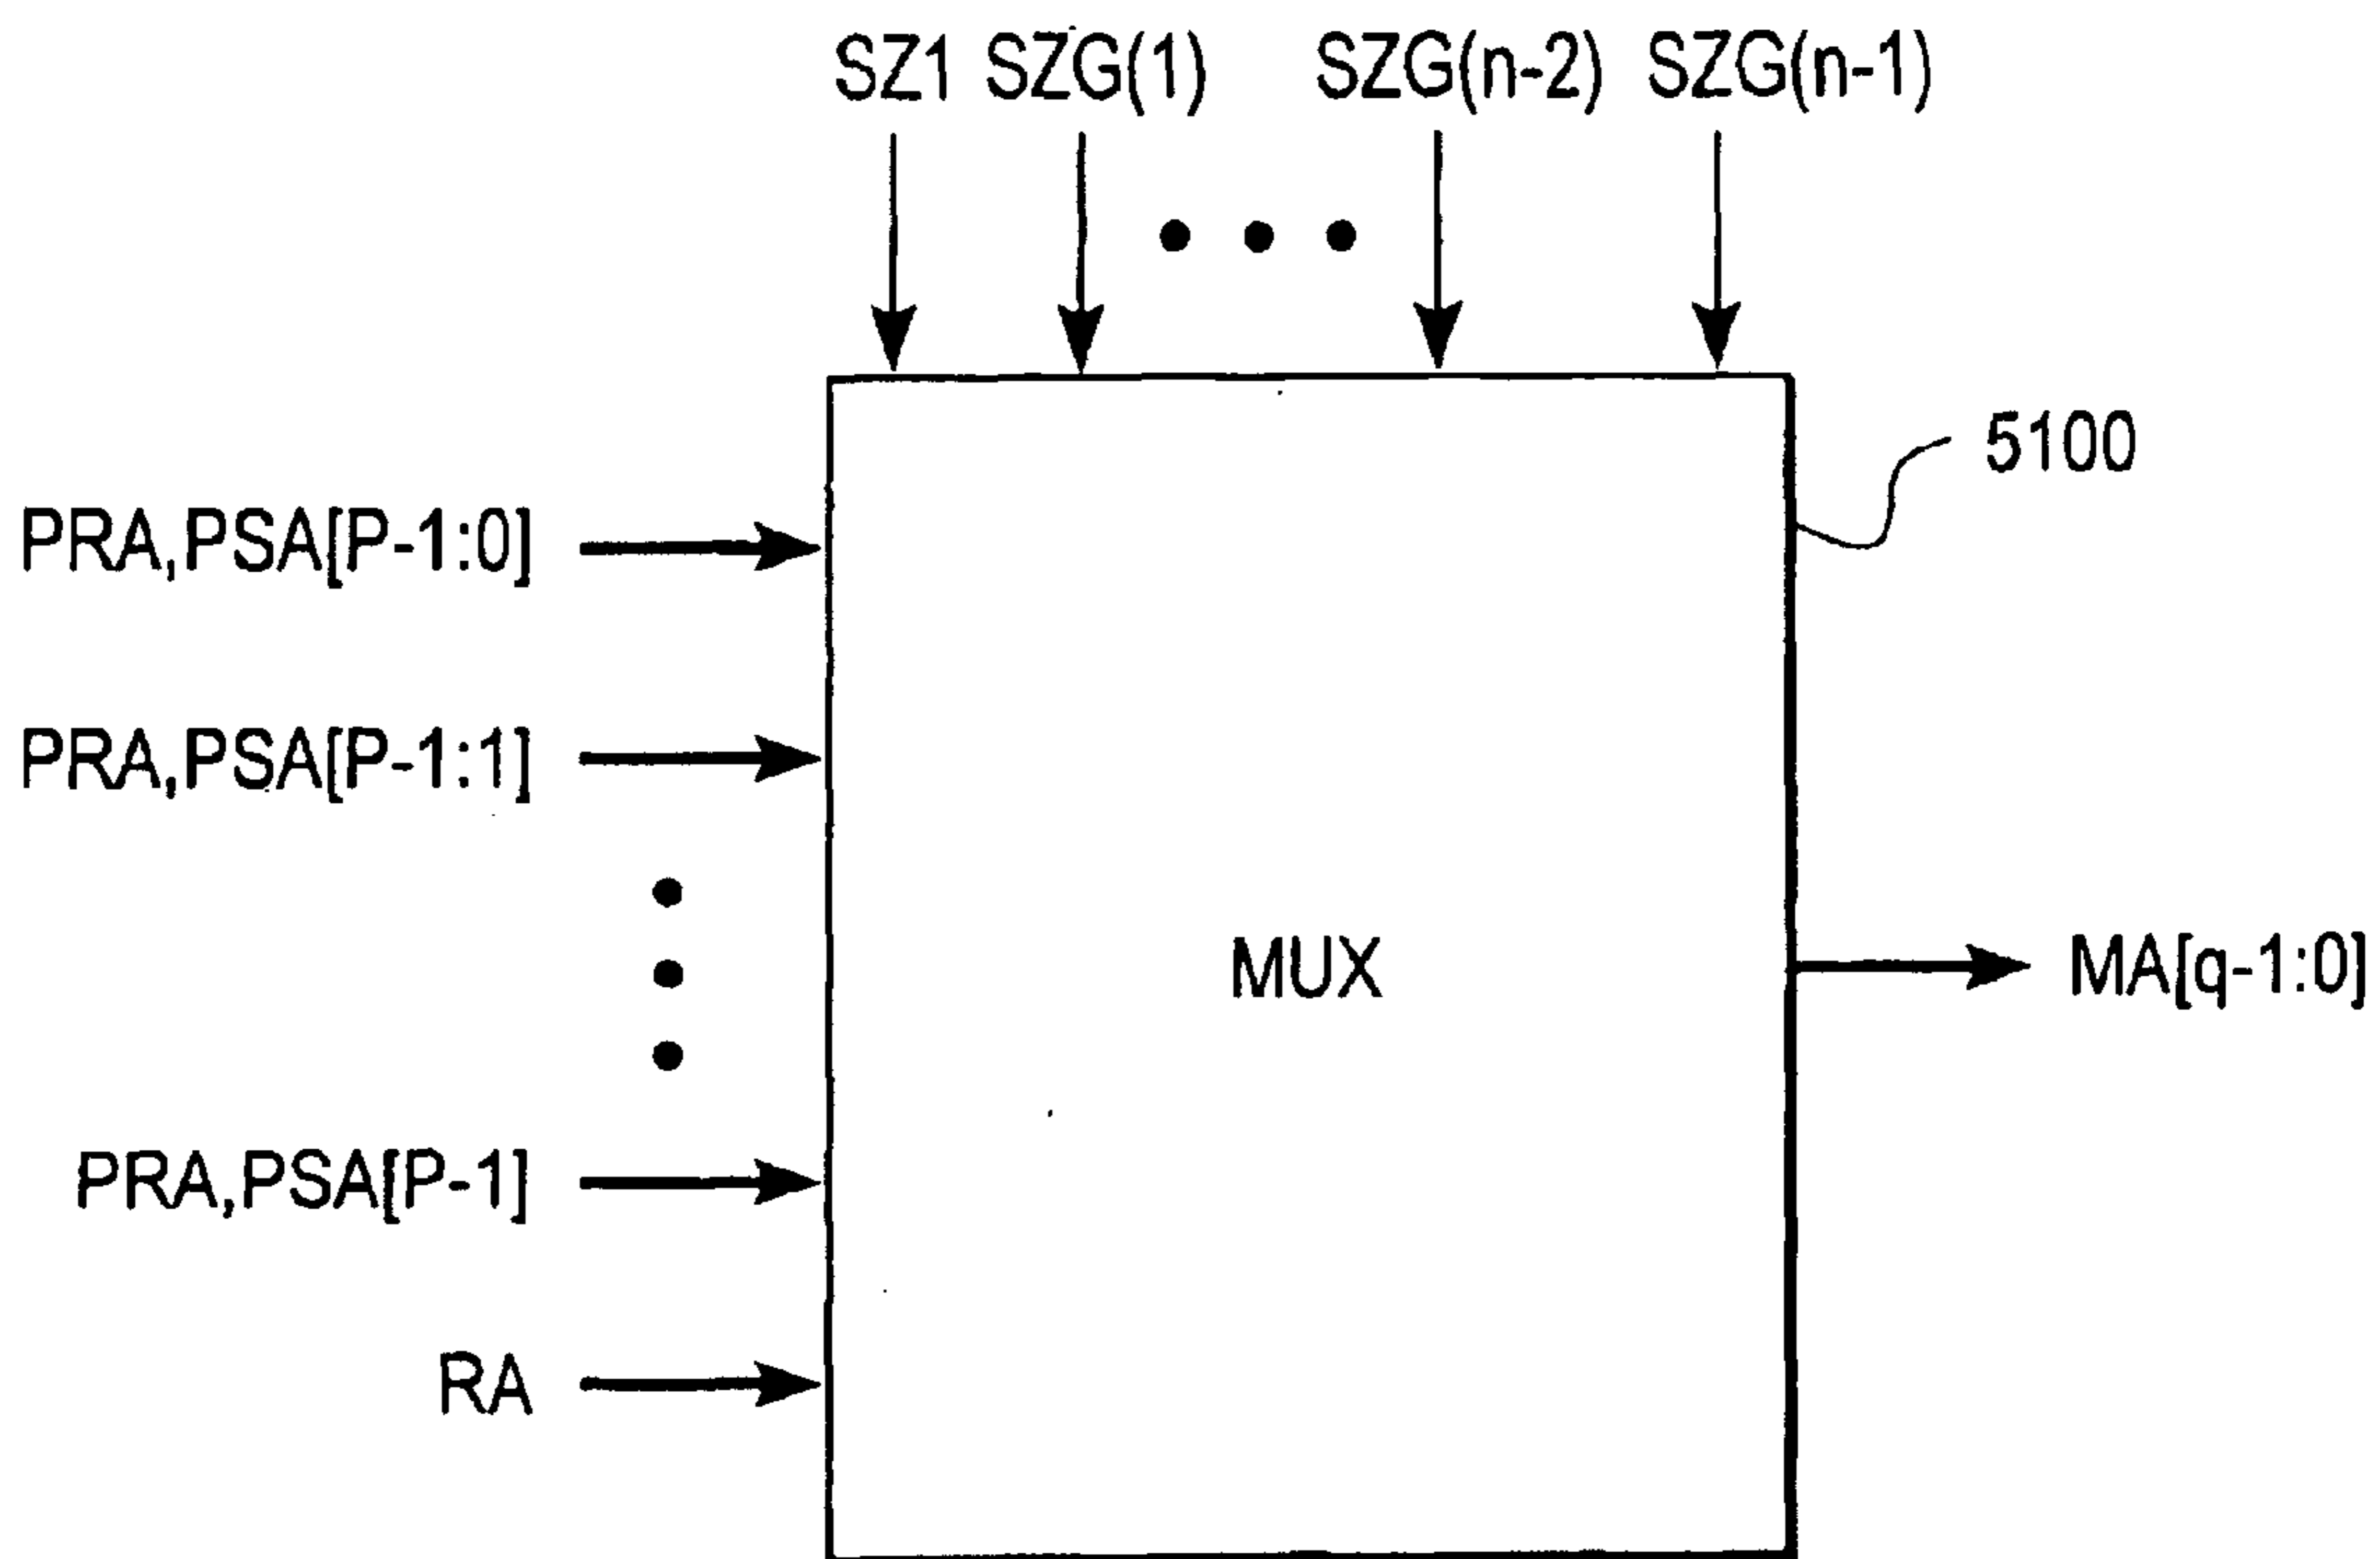 SZ1 SZG(1) SZG(n-2) SZG(n-1)
5100
PRA,PSA[P-1:0]
PRA,PSA[P-1:1]
MUX
MA[q-1:0]
PRA,PSA[P-1]
RA